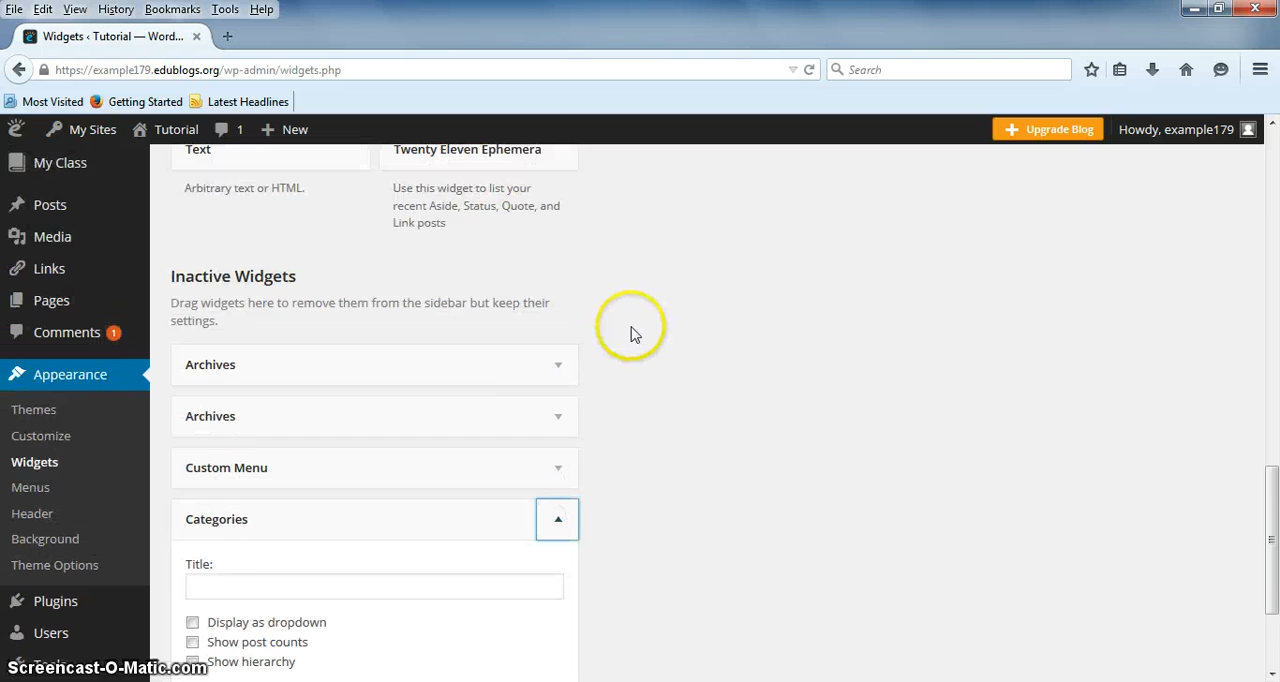 File Edit View History Bookmarks Tools Help
Widgets ‹ Tutorial — Word...
https://example179.edublogs.org/wp-admin/widgets.php
Search
Most Visited Getting Started Latest Headlines
My Sites Tutorial 1 New Upgrade Blog Howdy, example179
My Class
Posts
Media
Links
Pages
Comments 1
Appearance
Themes
Customize
Widgets
Menus
Header
Background
Theme Options
Plugins
Users
Text
Arbitrary text or HTML.
Twenty Eleven Ephemera
Use this widget to list your
recent Aside, Status, Quote, and
Link posts
Inactive Widgets
Drag widgets here to remove them from the sidebar but keep their
settings.
Archives
Archives
Custom Menu
Categories
Title:
Display as dropdown
Show post counts
Show hierarchy
Screencast-O-Matic.com